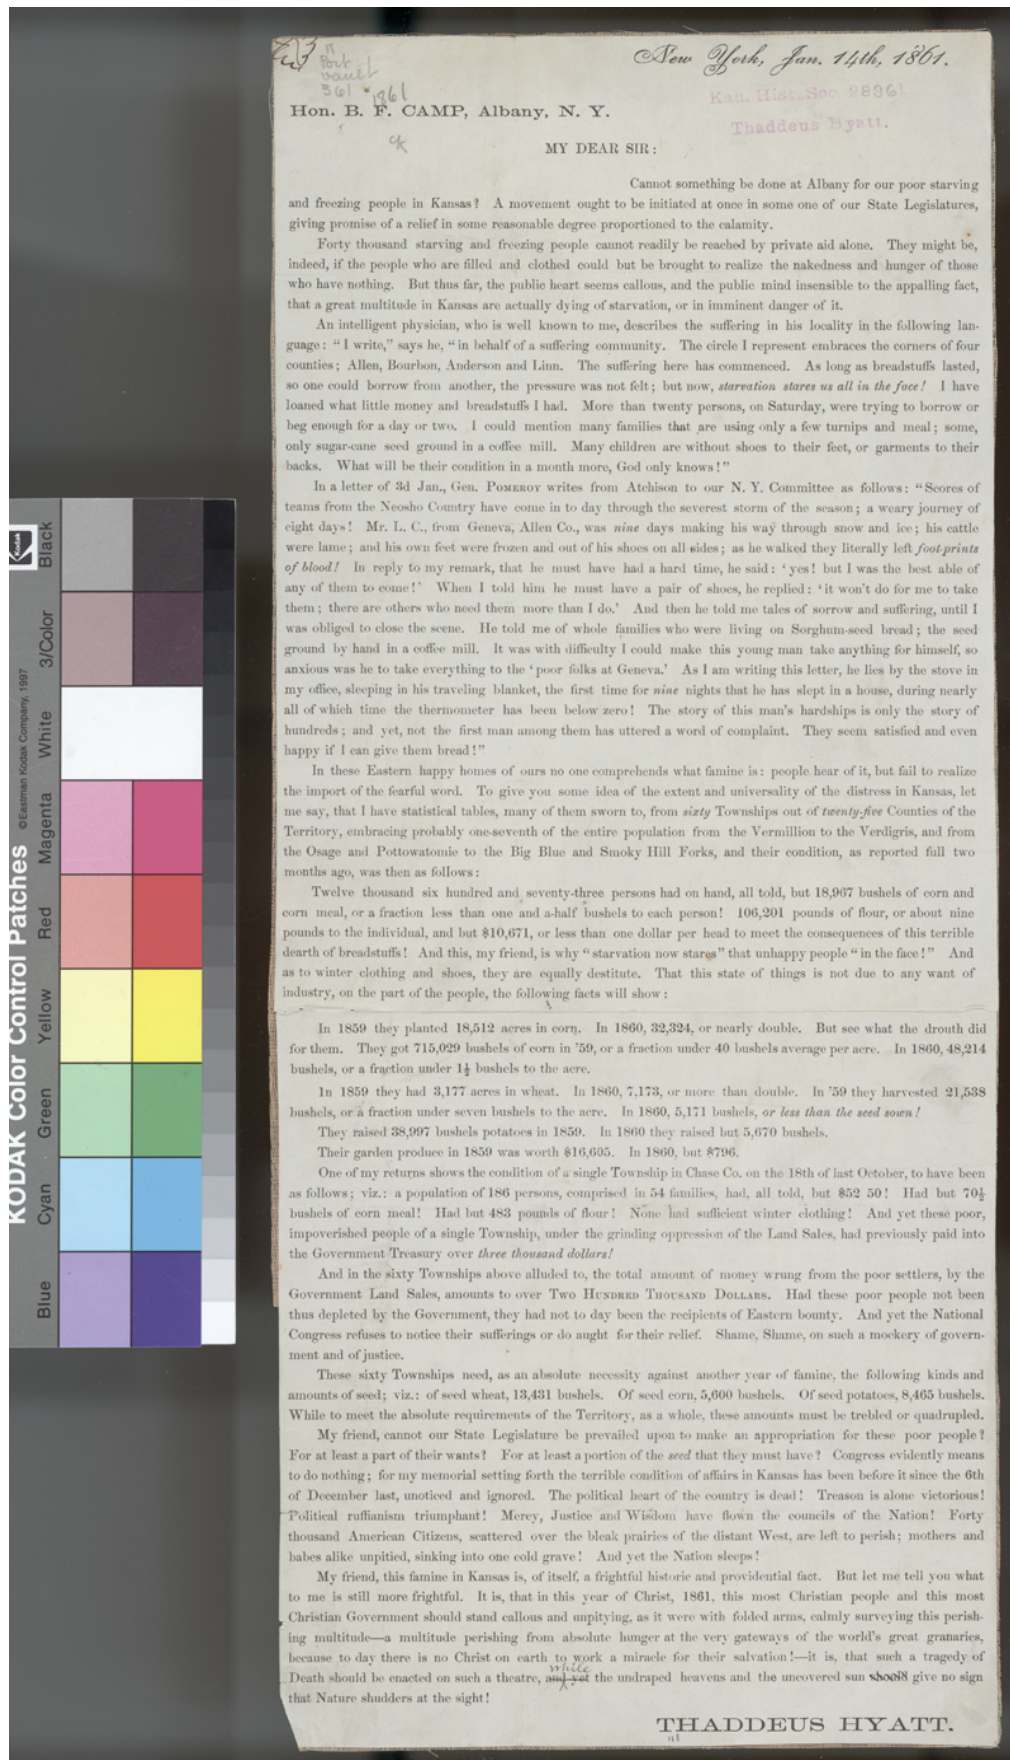 New York, Jan. 14th, 1861.
Port
vault
361
1861
Kan. Hist. Soc. 28961
Thaddeus Hyatt.
Hon. B. F. CAMP, Albany, N. Y.
MY DEAR SIR:
Cannot something be done at Albany for our poor starving
and freezing people in Kansas? A movement ought to be initiated at once in some one of our State Legislatures,
giving promise of a relief in some reasonable degree proportioned to the calamity.
Forty thousand starving and freezing people cannot readily be reached by private aid alone. They might be,
indeed, if the people who are filled and clothed could but be brought to realize the nakedness and hunger of those
who have nothing. But thus far, the public heart seems callous, and the public mind insensible to the appalling fact,
that a great multitude in Kansas are actually dying of starvation, or in imminent danger of it.
An intelligent physician, who is well known to me, describes the suffering in his locality in the following lan-
guage: "I write," says he, "in behalf of a suffering community. The circle I represent embraces the corners of four
counties; Allen, Bourbon, Anderson and Linn. The suffering here has commenced. As long as breadstuffs lasted,
so one could borrow from another, the pressure was not felt; but now, starvation stares us all in the face! I have
loaned what little money and breadstuffs I had. More than twenty persons, on Saturday, were trying to borrow or
beg enough for a day or two. I could mention many families that are using only a few turnips and meal; some,
only sugar-cane seed ground in a coffee mill. Many children are without shoes to their feet, or garments to their
backs. What will be their condition in a month more, God only knows!"
In a letter of 3d Jan., Gen. POMEROY writes from Atchison to our N. Y. Committee as follows: "Scores of
teams from the Neosho Country have come in to day through the severest storm of the season; a weary journey of
eight days! Mr. L. C., from Geneva, Allen Co., was nine days making his way through snow and ice; his cattle
were lame; and his own feet were frozen and out of his shoes on all sides; as he walked they literally left foot-prints
of blood! In reply to my remark, that he must have had a hard time, he said: 'yes! but I was the best able of
any of them to come!' When I told him he must have a pair of shoes, he replied: 'it won't do for me to take
them; there are others who need them more than I do.' And then he told me tales of sorrow and suffering, until I
was obliged to close the scene. He told me of whole families who were living on Sorghum-seed bread; the seed
ground by hand in a coffee mill. It was with difficulty I could make this young man take anything for himself, so
anxious was he to take everything to the 'poor folks at Geneva.' As I am writing this letter, he lies by the stove in
my office, sleeping in his traveling blanket, the first time for nine nights that he has slept in a house, during nearly
all of which time the thermometer has been below zero! The story of this man's hardships is only the story of
hundreds; and yet, not the first man among them has uttered a word of complaint. They seem satisfied and even
happy if I can give them bread!"
In these Eastern happy homes of ours no one comprehends what famine is: people hear of it, but fail to realize
the import of the fearful word. To give you some idea of the extent and universality of the distress in Kansas, let
me say, that I have statistical tables, many of them sworn to, from sixty Townships out of twenty-five Counties of the
Territory, embracing probably one-seventh of the entire population from the Vermillion to the Verdigris, and from
the Osage and Pottowatomie to the Big Blue and Smoky Hill Forks, and their condition, as reported full two
months ago, was then as follows:
Twelve thousand six hundred and seventy-three persons had on hand, all told, but 18,967 bushels of corn and
corn meal, or a fraction less than one and a-half bushels to each person! 106,201 pounds of flour, or about nine
pounds to the individual, and but $10,671, or less than one dollar per head to meet the consequences of this terrible
dearth of breadstuffs! And this, my friend, is why "starvation now stares" that unhappy people "in the face!" And
as to winter clothing and shoes, they are equally destitute. That this state of things is not due to any want of
industry, on the part of the people, the following facts will show:
In 1859 they planted 18,512 acres in corn. In 1860, 32,324, or nearly double. But see what the drouth did
for them. They got 715,029 bushels of corn in '59, or a fraction under 40 bushels average per acre. In 1860, 48,214
bushels, or a fraction under 1½ bushels to the acre.
In 1859 they had 3,177 acres in wheat. In 1860, 7,173, or more than double. In '59 they harvested 21,538
bushels, or a fraction under seven bushels to the acre. In 1860, 5,171 bushels, or less than the seed sown!
They raised 38,997 bushels potatoes in 1859. In 1860 they raised but 5,670 bushels.
Their garden produce in 1859 was worth $16,605. In 1860, but $796.
One of my returns shows the condition of a single Township in Chase Co. on the 18th of last October, to have been
as follows; viz.: a population of 186 persons, comprised in 54 families, had, all told, but $52 50! Had but 70½
bushels of corn meal! Had but 483 pounds of flour! None had sufficient winter clothing! And yet these poor,
impoverished people of a single Township, under the grinding oppression of the Land Sales, had previously paid into
the Government Treasury over three thousand dollars!
And in the sixty Townships above alluded to, the total amount of money wrung from the poor settlers, by the
Government Land Sales, amounts to over TWO HUNDRED THOUSAND DOLLARS. Had these poor people not been
thus depleted by the Government, they had not to day been the recipients of Eastern bounty. And yet the National
Congress refuses to notice their sufferings or do aught for their relief. Shame, Shame, on such a mockery of govern-
ment and of justice.
These sixty Townships need, as an absolute necessity against another year of famine, the following kinds and
amounts of seed; viz.: of seed wheat, 13,431 bushels. Of seed corn, 5,600 bushels. Of seed potatoes, 8,465 bushels.
While to meet the absolute requirements of the Territory, as a whole, these amounts must be trebled or quadrupled.
My friend, cannot our State Legislature be prevailed upon to make an appropriation for these poor people?
For at least a part of their wants? For at least a portion of the seed that they must have? Congress evidently means
to do nothing; for my memorial setting forth the terrible condition of affairs in Kansas has been before it since the 6th
of December last, unnoticed and ignored. The political heart of the country is dead! Treason is alone victorious!
Political ruffianism triumphant! Mercy, Justice and Wisdom have flown the councils of the Nation! Forty
thousand American Citizens, scattered over the bleak prairies of the distant West, are left to perish; mothers and
babes alike unpitied, sinking into one cold grave! And yet the Nation sleeps!
My friend, this famine in Kansas is, of itself, a frightful historic and providential fact. But let me tell you what
to me is still more frightful. It is, that in this year of Christ, 1861, this most Christian people and this most
Christian Government should stand callous and unpitying, as it were with folded arms, calmly surveying this perish-
ing multitude—a multitude perishing from absolute hunger at the very gateways of the world's great granaries,
because to day there is no Christ on earth to work a miracle for their salvation!—it is, that such a tragedy of
while
Death should be enacted on such a theatre, and yet the undraped heavens and the uncovered sun should give no sign
that Nature shudders at the sight!
THADDEUS HYATT.
KODAK Color Control Patches
©Eastman Kodak Company, 1997
Kodak
Blue
Cyan
Green
Yellow
Red
Magenta
White
3/Color
Black